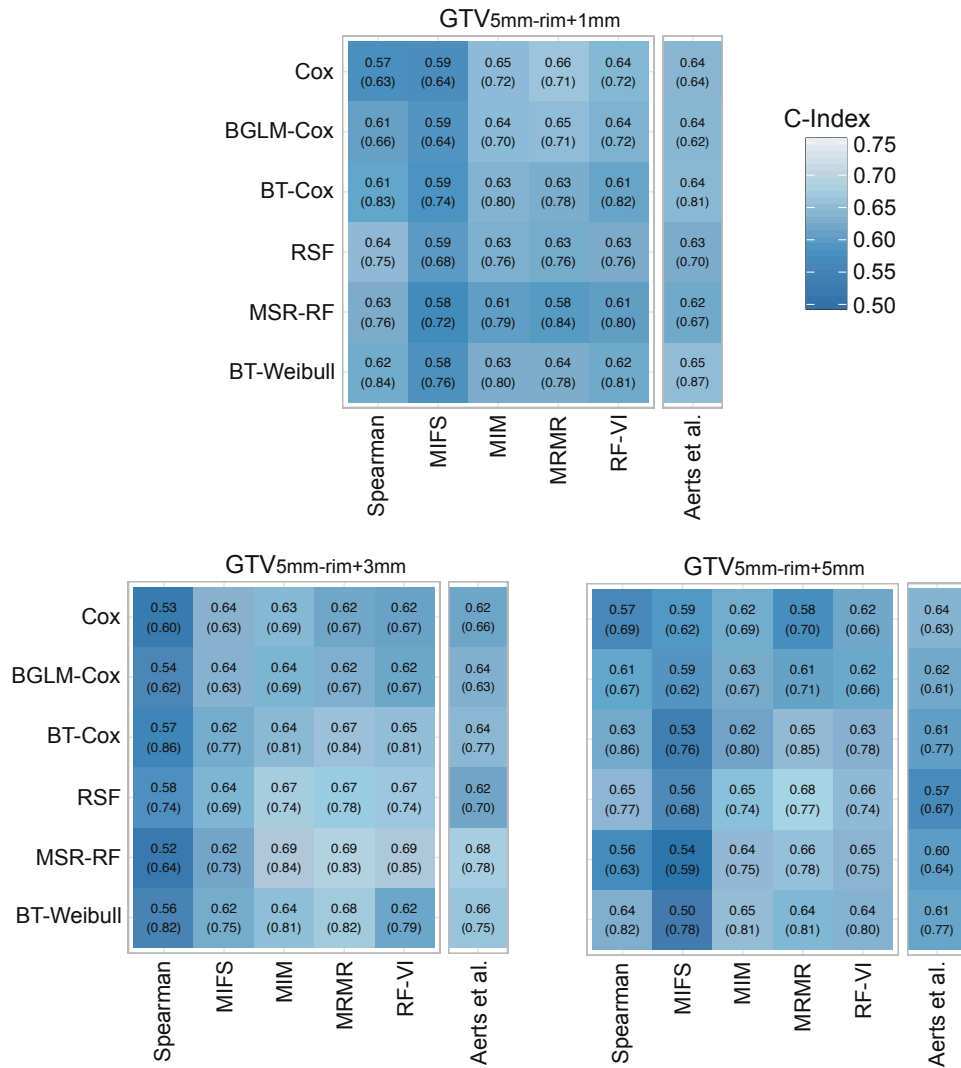 GTV5mm-rim+1mm
Cox 0.57 0.59 0.65 0.66 0.64 0.64
(0.63) (0.64) (0.72) (0.71) (0.72) (0.64)
BGLM-Cox 0.61 0.59 0.64 0.65 0.64 0.64
(0.66) (0.64) (0.70) (0.71) (0.72) (0.62)
BT-Cox 0.61 0.59 0.63 0.63 0.61 0.64
(0.83) (0.74) (0.80) (0.78) (0.82) (0.81)
RSF 0.64 0.59 0.63 0.63 0.63 0.63
(0.75) (0.68) (0.76) (0.76) (0.76) (0.70)
MSR-RF 0.63 0.58 0.61 0.58 0.61 0.62
(0.76) (0.72) (0.79) (0.84) (0.80) (0.67)
BT-Weibull 0.62 0.58 0.63 0.64 0.62 0.65
(0.84) (0.76) (0.80) (0.78) (0.81) (0.87)
Spearman MIFS MIM MRMR RF-VI Aerts et al.
C-Index
0.75
0.70
0.65
0.60
0.55
0.50
GTV5mm-rim+3mm
Cox 0.53 0.64 0.63 0.62 0.62 0.62
(0.60) (0.63) (0.69) (0.67) (0.67) (0.66)
BGLM-Cox 0.54 0.64 0.64 0.62 0.62 0.64
(0.62) (0.63) (0.69) (0.67) (0.67) (0.63)
BT-Cox 0.57 0.62 0.64 0.67 0.65 0.64
(0.86) (0.77) (0.81) (0.84) (0.81) (0.77)
RSF 0.58 0.64 0.67 0.67 0.67 0.62
(0.74) (0.69) (0.74) (0.78) (0.74) (0.70)
MSR-RF 0.52 0.62 0.69 0.69 0.69 0.68
(0.64) (0.73) (0.84) (0.83) (0.85) (0.78)
BT-Weibull 0.56 0.62 0.64 0.68 0.62 0.66
(0.82) (0.75) (0.81) (0.82) (0.79) (0.75)
Spearman MIFS MIM MRMR RF-VI Aerts et al.
GTV5mm-rim+5mm
0.57 0.59 0.62 0.58 0.62 0.64
(0.69) (0.62) (0.69) (0.70) (0.66) (0.63)
0.61 0.59 0.63 0.61 0.62 0.62
(0.67) (0.62) (0.67) (0.71) (0.66) (0.61)
0.63 0.53 0.62 0.65 0.63 0.61
(0.86) (0.76) (0.80) (0.85) (0.78) (0.77)
0.65 0.56 0.65 0.68 0.66 0.57
(0.77) (0.68) (0.74) (0.77) (0.74) (0.67)
0.56 0.54 0.64 0.66 0.65 0.60
(0.63) (0.59) (0.75) (0.78) (0.75) (0.64)
0.64 0.50 0.65 0.64 0.64 0.61
(0.82) (0.78) (0.81) (0.81) (0.80) (0.77)
Spearman MIFS MIM MRMR RF-VI Aerts et al.